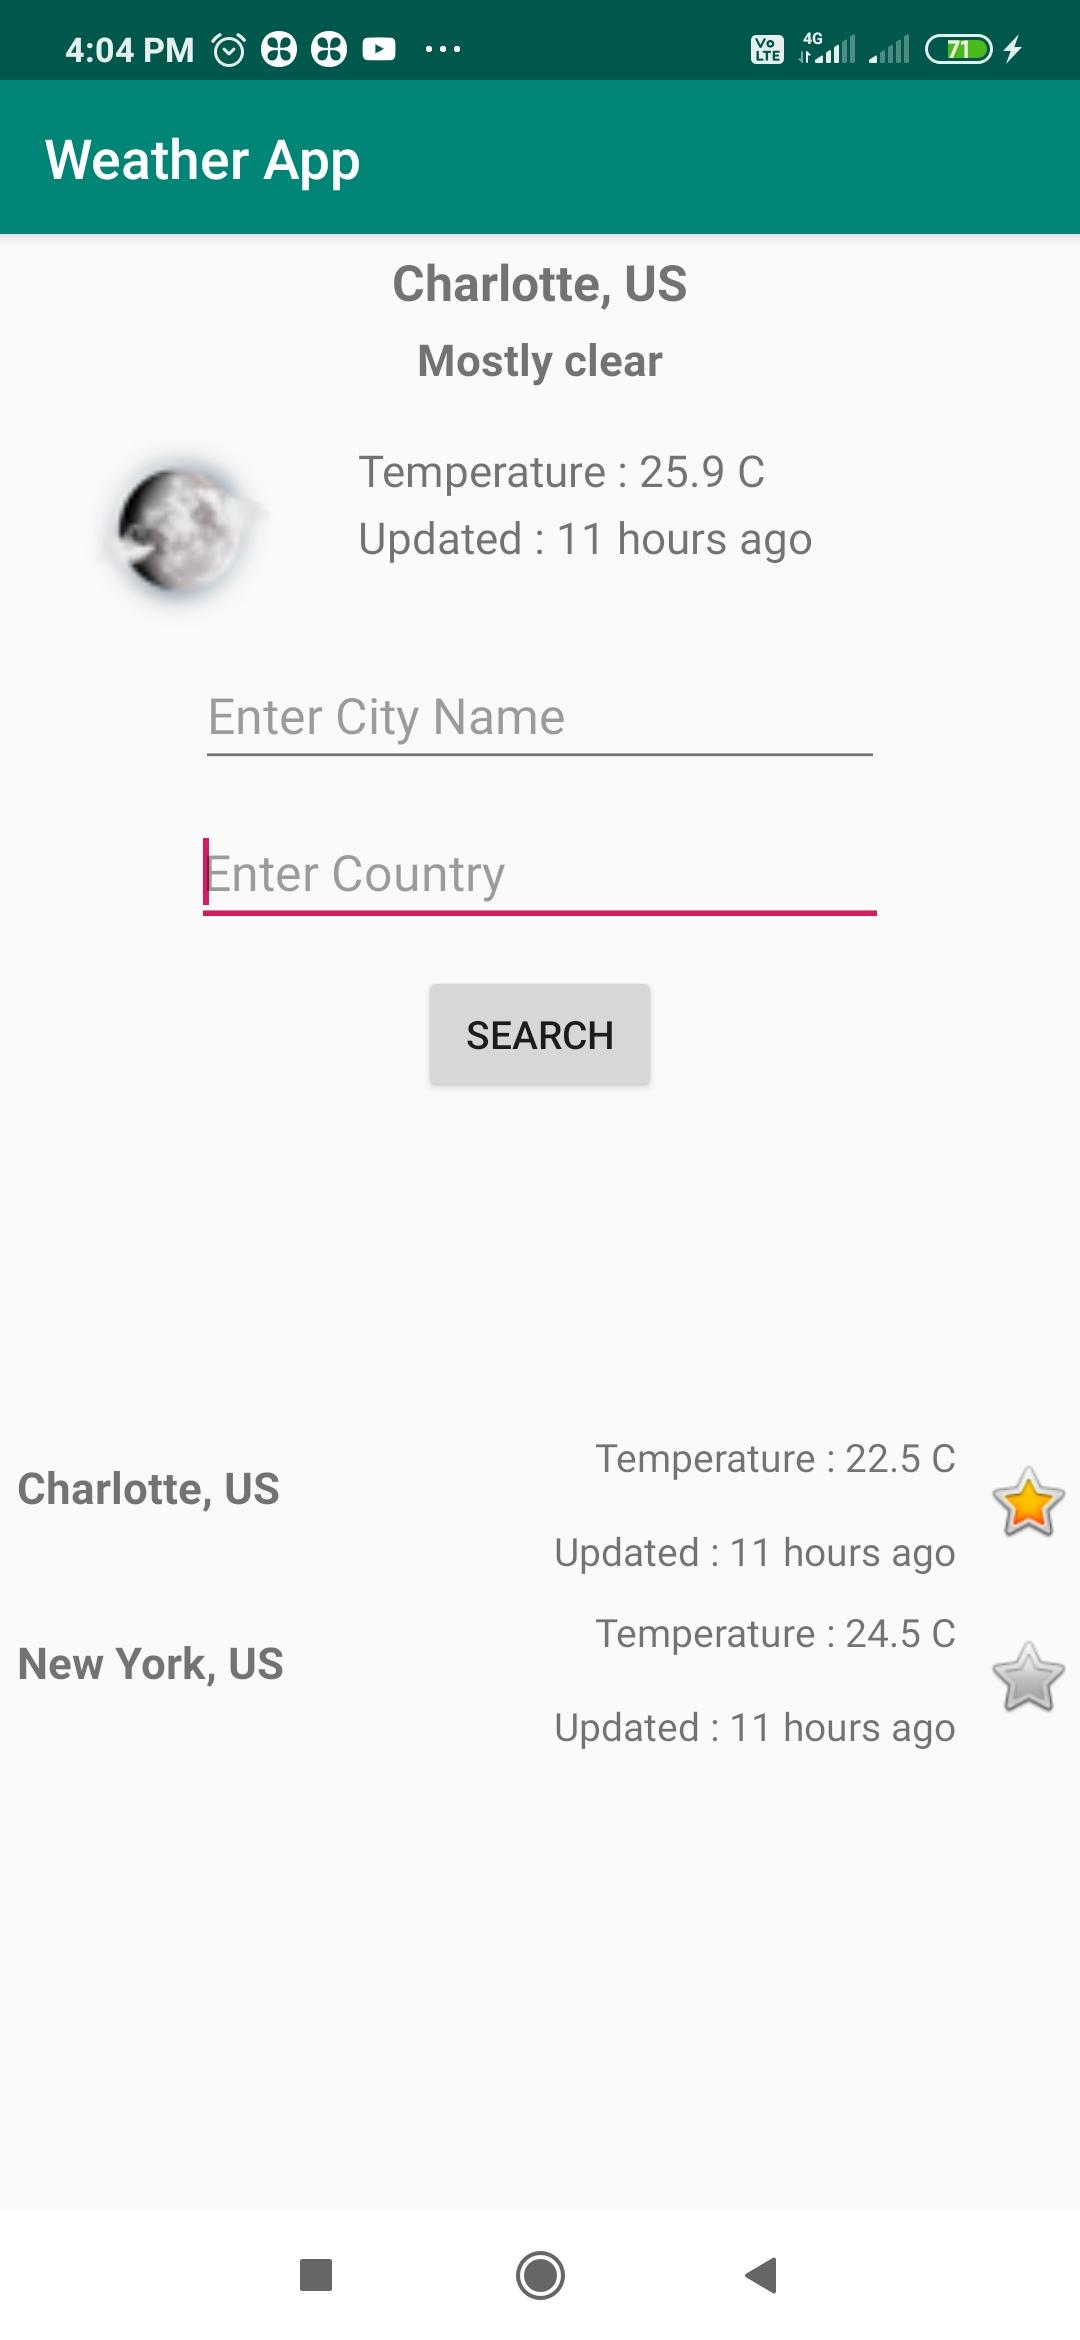 4:04 PM
Vo LTE 4G 71
Weather App
Charlotte, US
Mostly clear
Temperature : 25.9 C
Updated : 11 hours ago
Enter City Name
Enter Country
SEARCH
Charlotte, US
Temperature : 22.5 C
Updated : 11 hours ago
New York, US
Temperature : 24.5 C
Updated : 11 hours ago